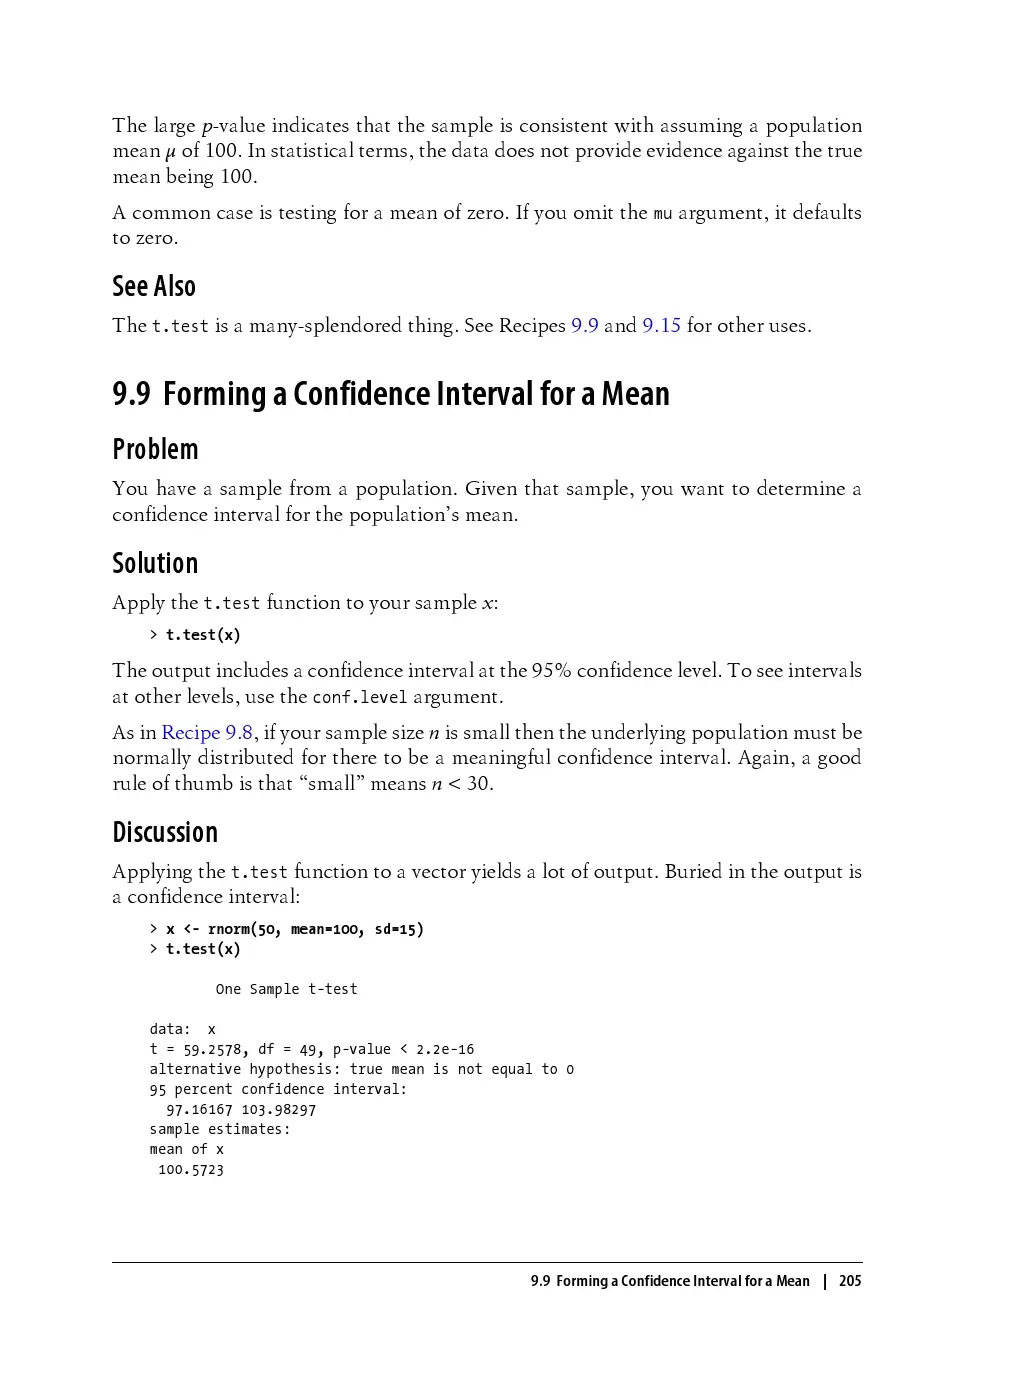 The large p-value indicates that the sample is consistent with assuming a population
mean μ of 100. In statistical terms, the data does not provide evidence against the true
mean being 100.
A common case is testing for a mean of zero. If you omit the mu argument, it defaults
to zero.
See Also
The t.test is a many-splendored thing. See Recipes 9.9 and 9.15 for other uses.
9.9 Forming a Confidence Interval for a Mean
Problem
You have a sample from a population. Given that sample, you want to determine a
confidence interval for the population’s mean.
Solution
Apply the t.test function to your sample x:
> t.test(x)
The output includes a confidence interval at the 95% confidence level. To see intervals
at other levels, use the conf.level argument.
As in Recipe 9.8, if your sample size n is small then the underlying population must be
normally distributed for there to be a meaningful confidence interval. Again, a good
rule of thumb is that “small” means n < 30.
Discussion
Applying the t.test function to a vector yields a lot of output. Buried in the output is
a confidence interval:
> x <- rnorm(50, mean=100, sd=15)
> t.test(x)
One Sample t-test
data:  x
t = 59.2578, df = 49, p-value < 2.2e-16
alternative hypothesis: true mean is not equal to 0
95 percent confidence interval:
97.16167 103.98297
sample estimates:
mean of x
100.5723
9.9 Forming a Confidence Interval for a Mean | 205